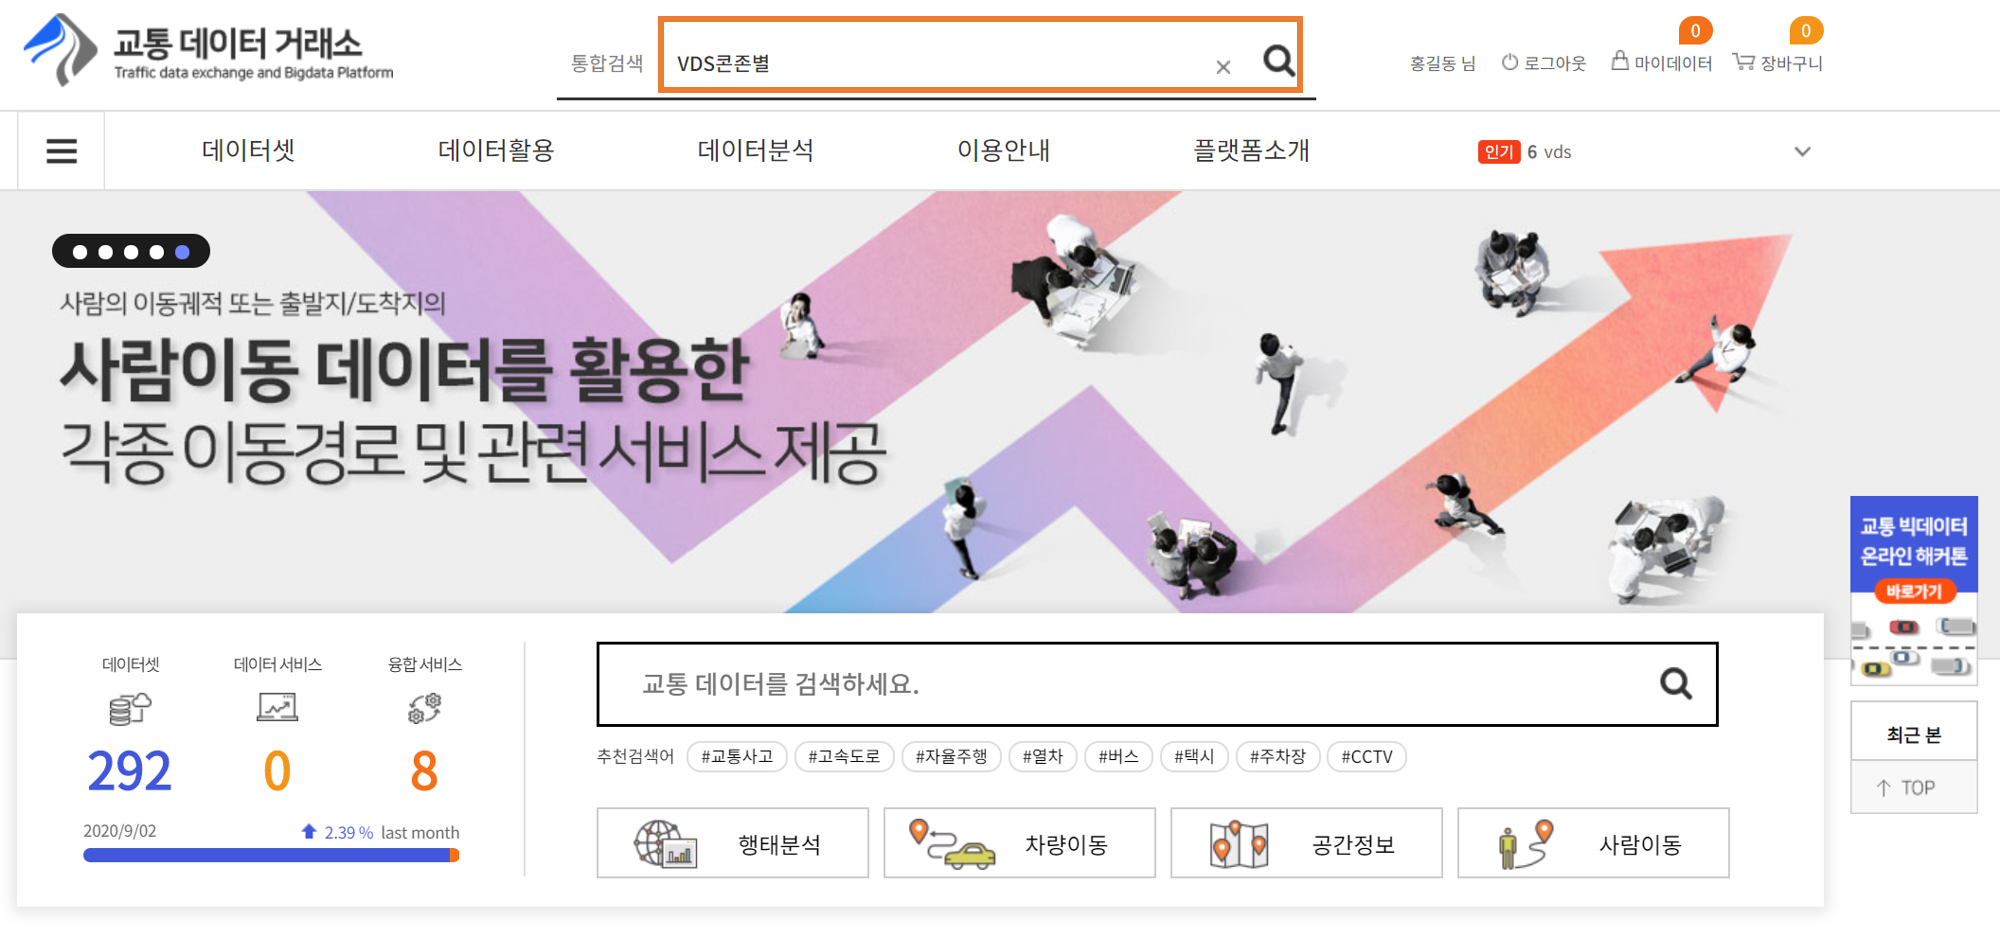 교통 데이터 거래소
Traffic data exchange and Bigdata Platform
통합검색
VDS콘존별
홍길동 님
로그아웃
0
마이데이터
0
장바구니
데이터셋
데이터활용
데이터분석
이용안내
플랫폼소개
인기 6 vds
사람의 이동궤적 또는 출발지/도착지의
사람이동 데이터를 활용한
각종 이동경로 및 관련 서비스 제공
교통 빅데이터
온라인 해커톤
바로가기
최근 본
TOP
데이터셋
292
데이터 서비스
0
융합 서비스
8
2020/9/02
2.39 % last month
교통 데이터를 검색하세요.
추천검색어 #교통사고 #고속도로 #자율주행 #열차 #버스 #택시 #주차장 #CCTV
행태분석
차량이동
공간정보
사람이동